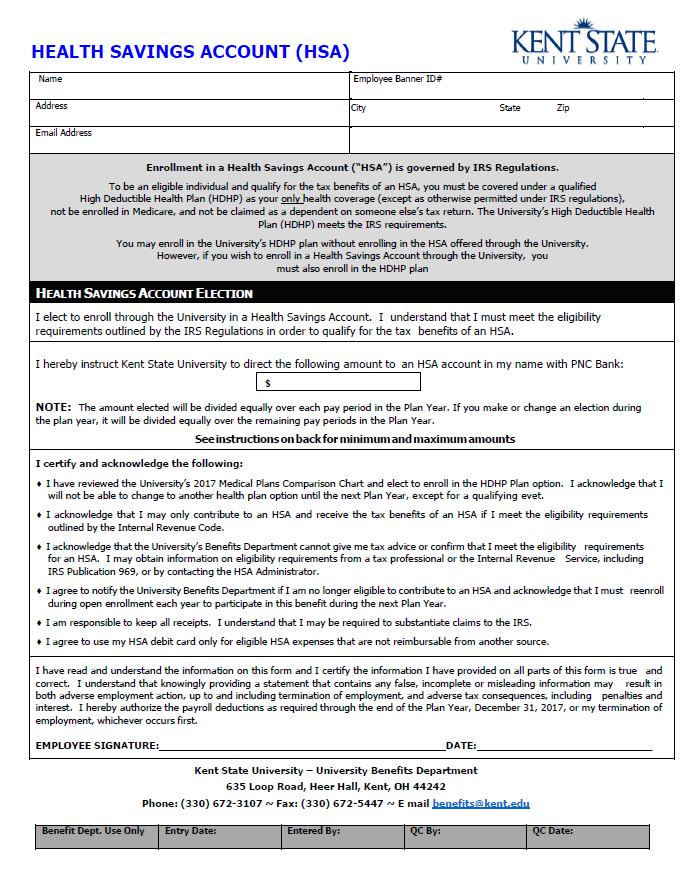 HEALTH SAVINGS ACCOUNT (HSA)
KENT STATE
UNIVERSITY
Name
Employee Banner ID#
Address
City State Zip
Email Address
Enrollment in a Health Savings Account (“HSA”) is governed by IRS Regulations.
To be an eligible individual and qualify for the tax benefits of an HSA, you must be covered under a qualified
High Deductible Health Plan (HDHP) as your only health coverage (except as otherwise permitted under IRS regulations),
not be enrolled in Medicare, and not be claimed as a dependent on someone else’s tax return. The University’s High Deductible Health
Plan (HDHP) meets the IRS requirements.
You may enroll in the University’s HDHP plan without enrolling in the HSA offered through the University.
However, if you wish to enroll in a Health Savings Account through the University, you
must also enroll in the HDHP plan
HEALTH SAVINGS ACCOUNT ELECTION
I elect to enroll through the University in a Health Savings Account. I understand that I must meet the eligibility
requirements outlined by the IRS Regulations in order to qualify for the tax benefits of an HSA.
I hereby instruct Kent State University to direct the following amount to an HSA account in my name with PNC Bank:
$
NOTE: The amount elected will be divided equally over each pay period in the Plan Year. If you make or change an election during
the plan year, it will be divided equally over the remaining pay periods in the Plan Year.
See instructions on back for minimum and maximum amounts
I certify and acknowledge the following:
♦ I have reviewed the University’s 2017 Medical Plans Comparison Chart and elect to enroll in the HDHP Plan option. I acknowledge that I
will not be able to change to another health plan option until the next Plan Year, except for a qualifying evet.
♦ I acknowledge that I may only contribute to an HSA and receive the tax benefits of an HSA if I meet the eligibility requirements
outlined by the Internal Revenue Code.
♦ I acknowledge that the University’s Benefits Department cannot give me tax advice or confirm that I meet the eligibility requirements
for an HSA. I may obtain information on eligibility requirements from a tax professional or the Internal Revenue Service, including
IRS Publication 969, or by contacting the HSA Administrator.
♦ I agree to notify the University Benefits Department if I am no longer eligible to contribute to an HSA and acknowledge that I must reenroll
during open enrollment each year to participate in this benefit during the next Plan Year.
♦ I am responsible to keep all receipts. I understand that I may be required to substantiate claims to the IRS.
♦ I agree to use my HSA debit card only for eligible HSA expenses that are not reimbursable from another source.
I have read and understand the information on this form and I certify the information I have provided on all parts of this form is true and
correct. I understand that knowingly providing a statement that contains any false, incomplete or misleading information may result in
both adverse employment action, up to and including termination of employment, and adverse tax consequences, including penalties and
interest. I hereby authorize the payroll deductions as required through the end of the Plan Year, December 31, 2017, or my termination of
employment, whichever occurs first.
EMPLOYEE SIGNATURE: DATE:
Kent State University – University Benefits Department
635 Loop Road, Heer Hall, Kent, OH 44242
Phone: (330) 672-3107 ~ Fax: (330) 672-5447 ~ E mail benefits@kent.edu
Benefit Dept. Use Only Entry Date: Entered By: QC By: QC Date: